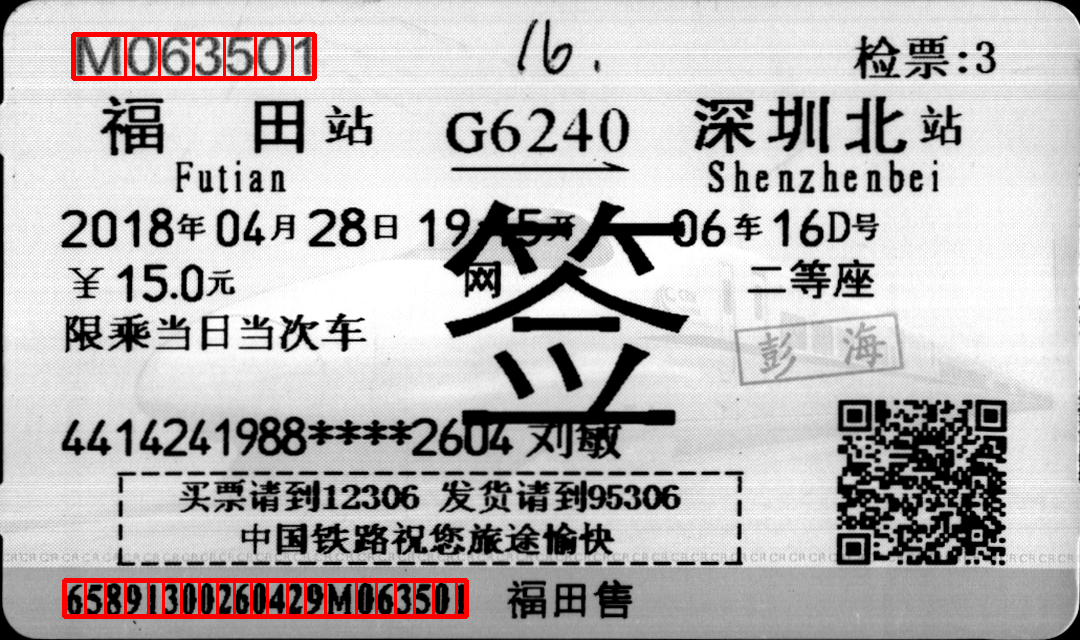 M063501 16. 检票:3
福田站 G6240 深圳北站
Futian Shenzhenbei
2018年04月28日 19 5开 06车16D号
签
￥15.0元 网 二等座
限乘当日当次车
彭海
4414241988****2604 刘敏
买票请到12306 发货请到95306
中国铁路祝您旅途愉快
CRCRCRCRCRCRCRCRCRCRCRCRCRCRCRCRCRCRCR
65891300260429M063501 福田售